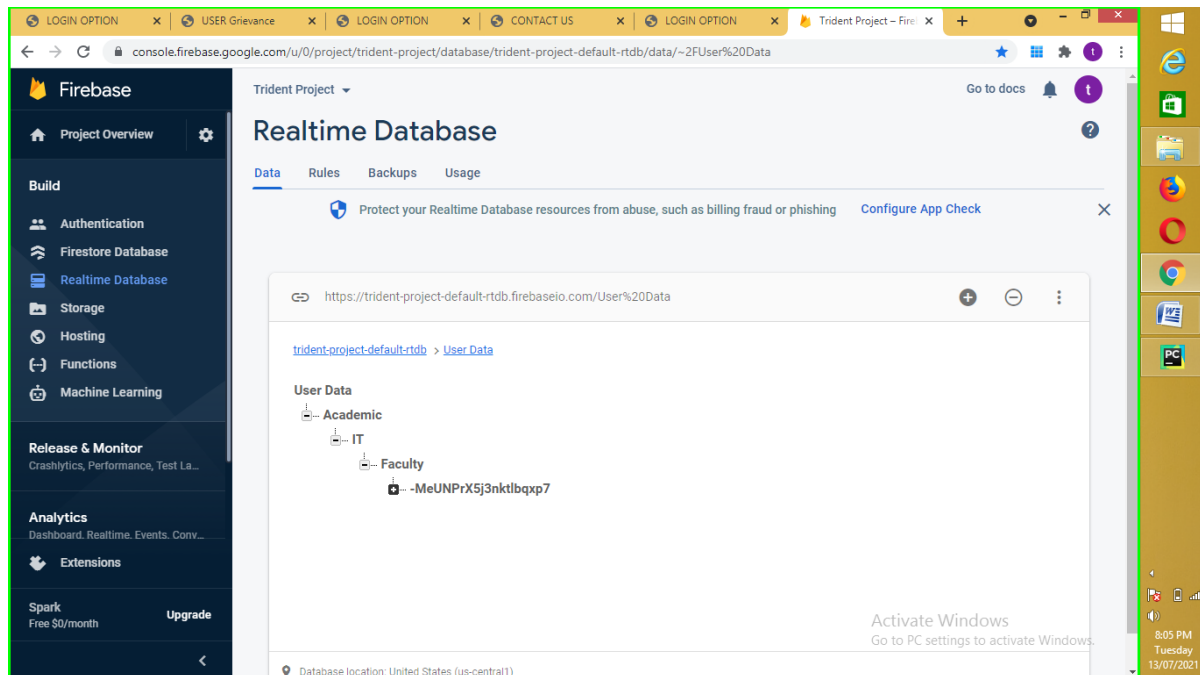 LOGIN OPTION
USER Grievance
LOGIN OPTION
CONTACT US
LOGIN OPTION
Trident Project – Fire
console.firebase.google.com/u/0/project/trident-project/database/trident-project-default-rtdb/data/~2FUser%20Data
t
Firebase
Trident Project
Go to docs
t
Project Overview
Realtime Database
Build
Data Rules Backups Usage
Protect your Realtime Database resources from abuse, such as billing fraud or phishing Configure App Check
Authentication
Firestore Database
Realtime Database
Storage
Hosting
Functions
Machine Learning
Release & Monitor
Crashlytics, Performance, Test La...
Analytics
Dashboard. Realtime. Events. Conv...
Extensions
Spark
Free $0/month
Upgrade
https://trident-project-default-rtdb.firebaseio.com/User%20Data
trident-project-default-rtdb > User Data
User Data
Academic
IT
Faculty
-MeUNPrX5j3nktlbqxp7
Database location: United States (us-central1)
Activate Windows
Go to PC settings to activate Windows.
PC
8:05 PM
Tuesday
13/07/2021